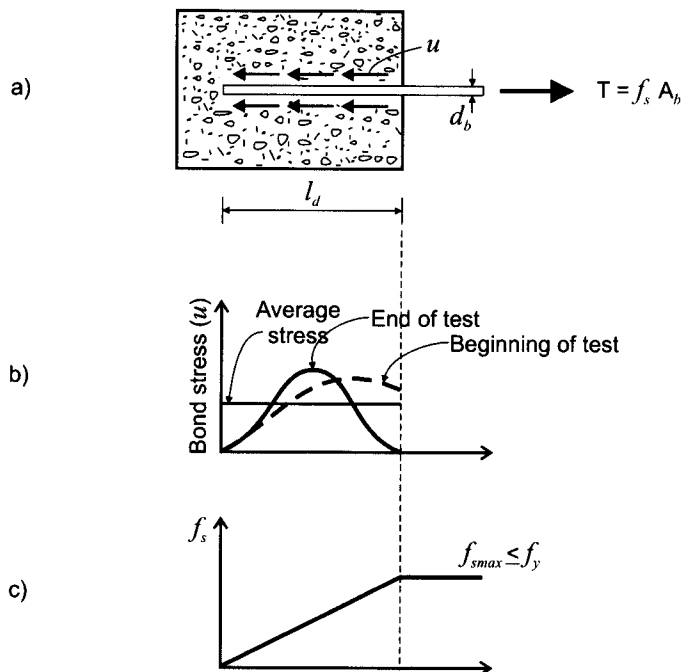 a)
u
T = f_s A_b
d_b
l_d
b)
Bond stress (u)
Average
stress
End of test
Beginning of test
c)
f_s
f_smax ≤ f_y